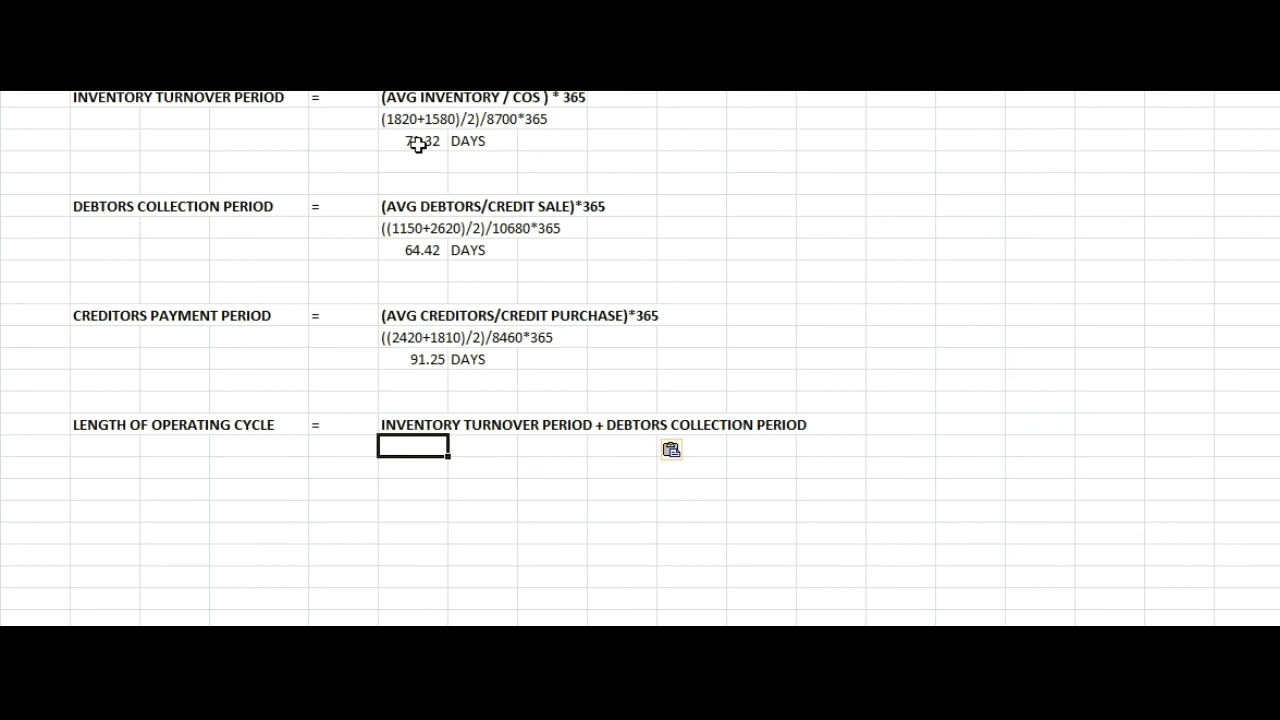 INVENTORY TURNOVER PERIOD = (AVG INVENTORY / COS ) * 365
(1820+1580)/2)/8700*365
DAYS
DEBTORS COLLECTION PERIOD = (AVG DEBTORS/CREDIT SALE)*365
((1150+2620)/2)/10680*365
64.42 DAYS
CREDITORS PAYMENT PERIOD = (AVG CREDITORS/CREDIT PURCHASE)*365
((2420+1810)/2)/8460*365
91.25 DAYS
LENGTH OF OPERATING CYCLE = INVENTORY TURNOVER PERIOD + DEBTORS COLLECTION PERIOD